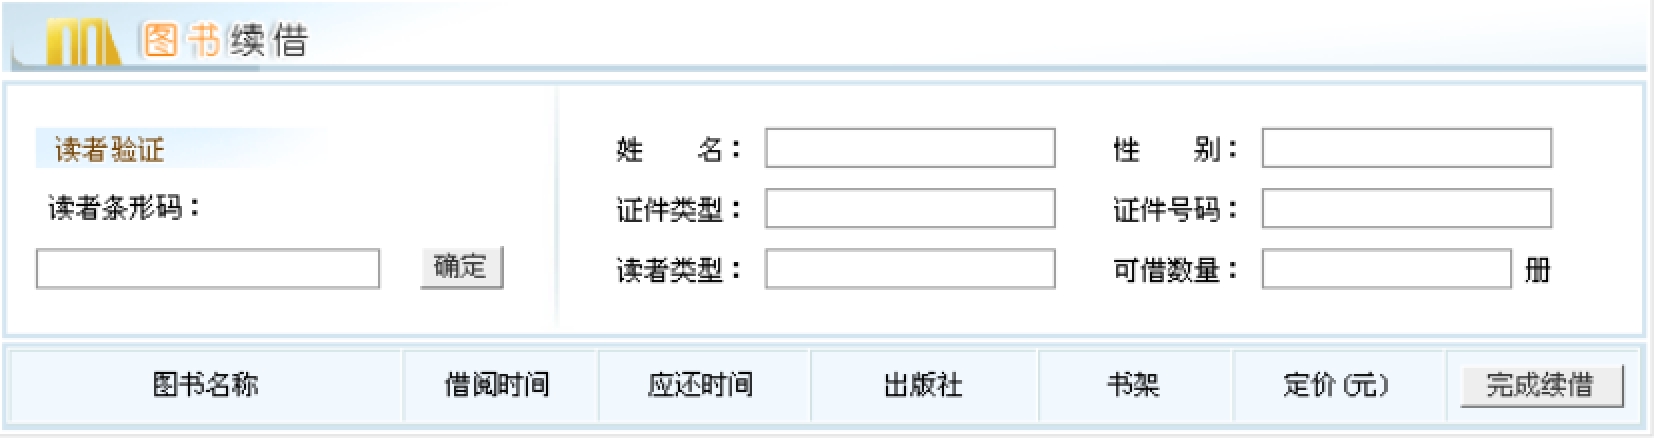 图书续借
读者验证
读者条形码：
确定
姓　　名： 性　　别：
证件类型： 证件号码：
读者类型： 可借数量： 册
图书名称 借阅时间 应还时间 出版社 书架 定价(元) 完成续借